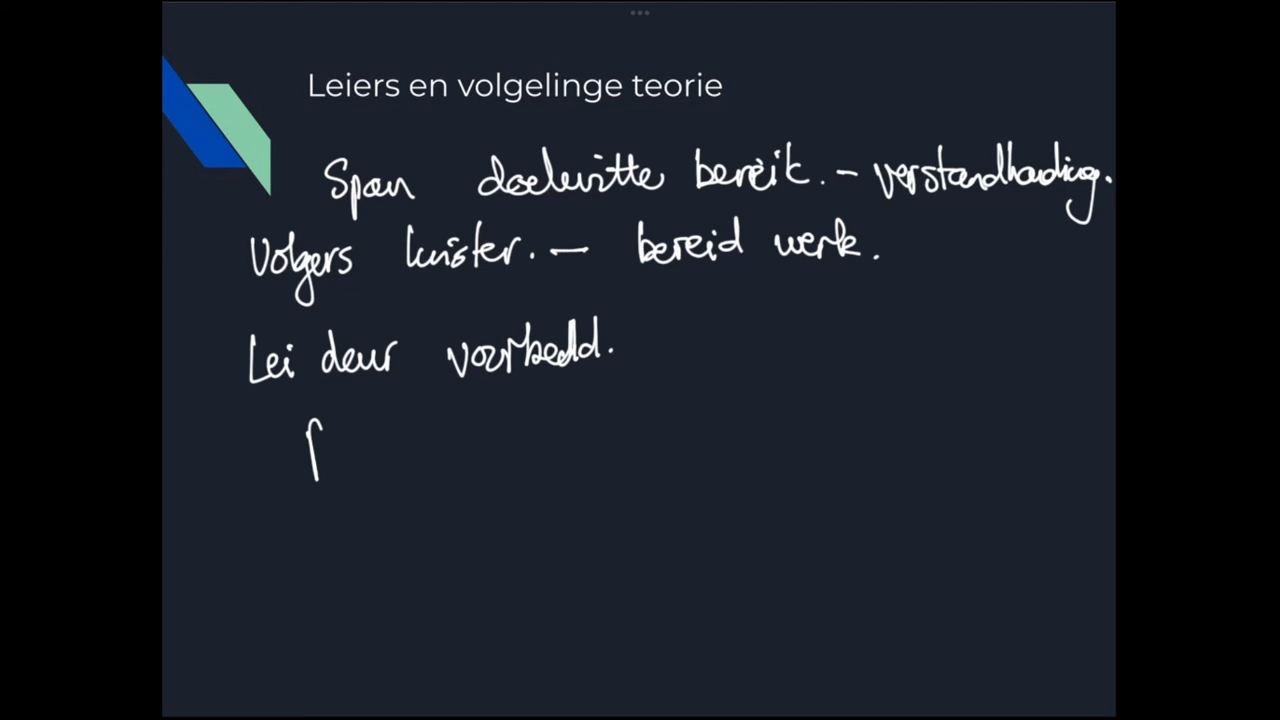 Leiers en volgelinge teorie
Span doelwitte bereik. - verstandhouding.
Volgers luister. - bereid werk.
Lei deur voorbeeld.